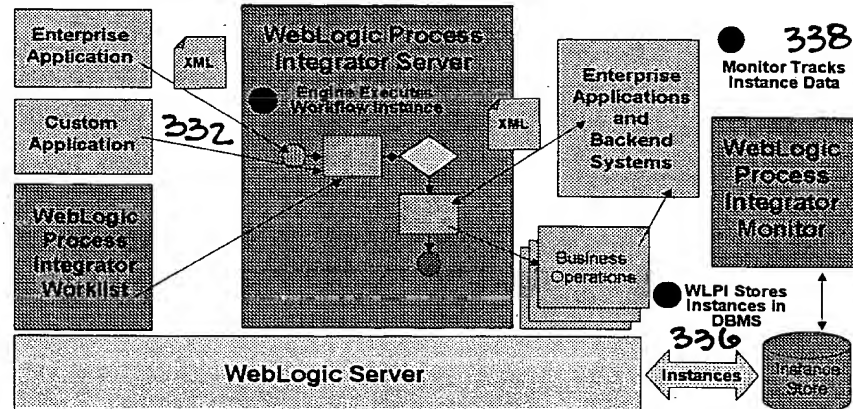 Enterprise
Application
XML
WebLogic Process
Integrator Server
Engine Executes
Workflow Instance
XML
Enterprise
Applications
and
Backend
Systems
338
Monitor Tracks
Instance Data
Custom
Application
332
WebLogic
Process
Integrator
Monitor
WebLogic
Process
Integrator
Worklist
Business
Operations
WLPI Stores
Instances in
DBMS
336
WebLogic Server
Instances
Instance
Store